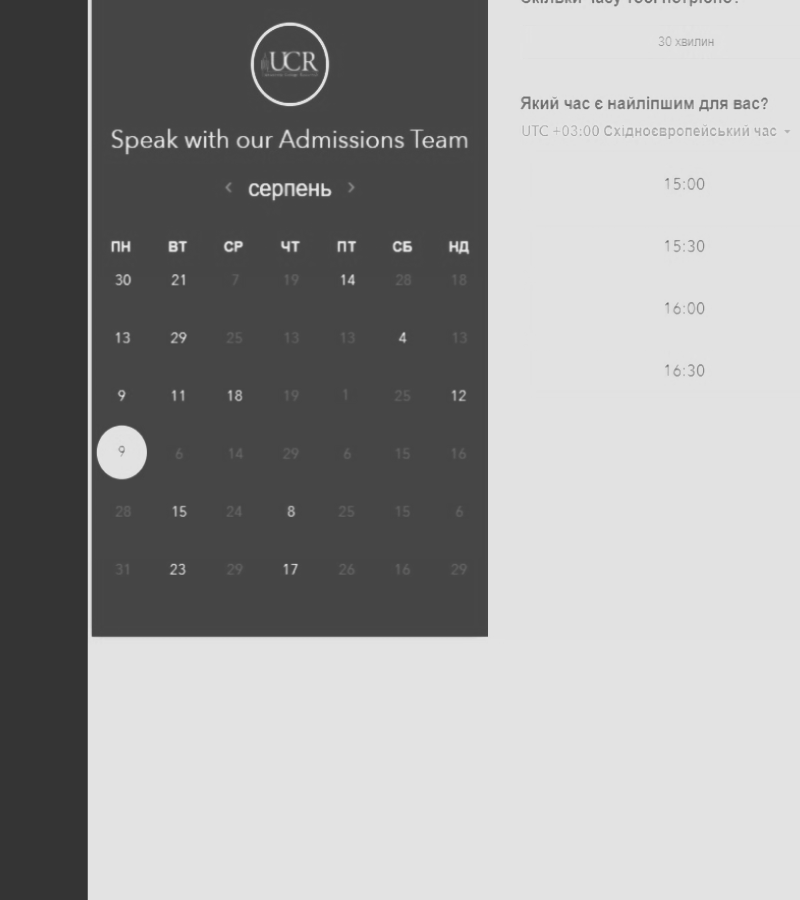 UCR
Speak with our Admissions Team
серпень
ПН ВТ СР ЧТ ПТ СБ НД
30 21 7 19 14 28 18
13 29 25 13 13 4 13
9 11 18 19 1 25 12
9 6 14 29 6 15 16
28 15 24 8 25 15 6
31 23 29 17 26 16 29
Скільки часу тобі потрібно?
30 хвилин
Який час є найліпшим для вас?
UTC +03:00 Східноєвропейський час
15:00
15:30
16:00
16:30